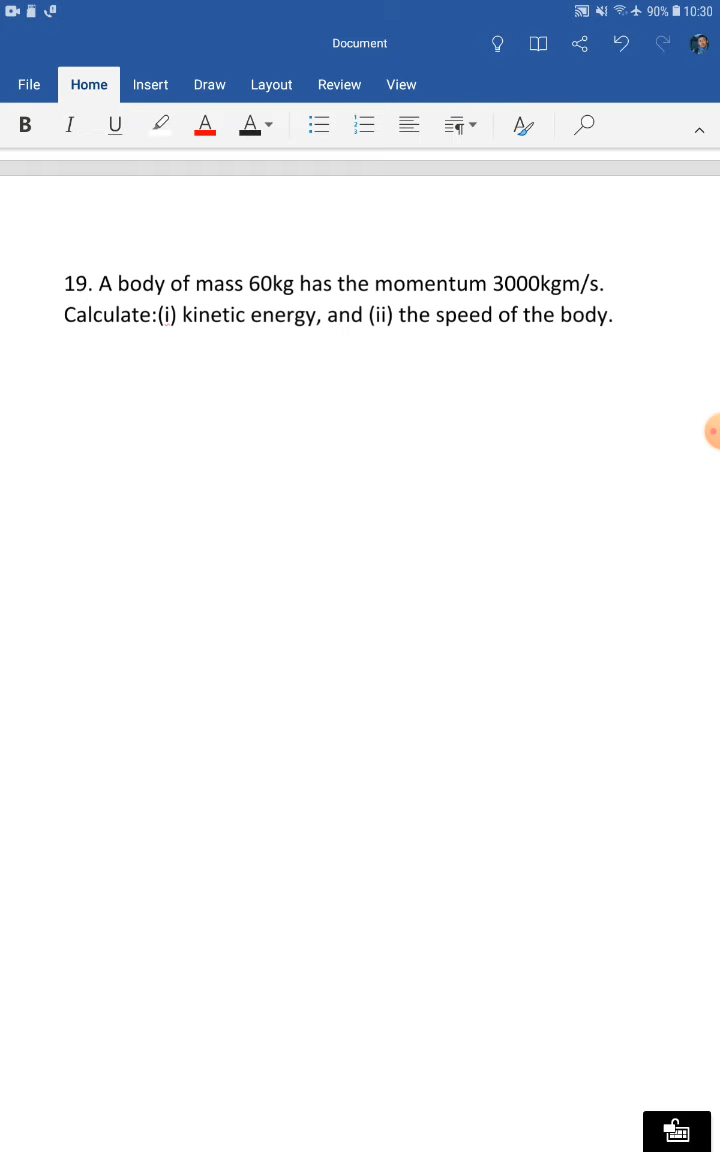 90% 10:30
Document
File Home Insert Draw Layout Review View
B I U A A
19. A body of mass 60kg has the momentum 3000kgm/s.
Calculate:(i) kinetic energy, and (ii) the speed of the body.